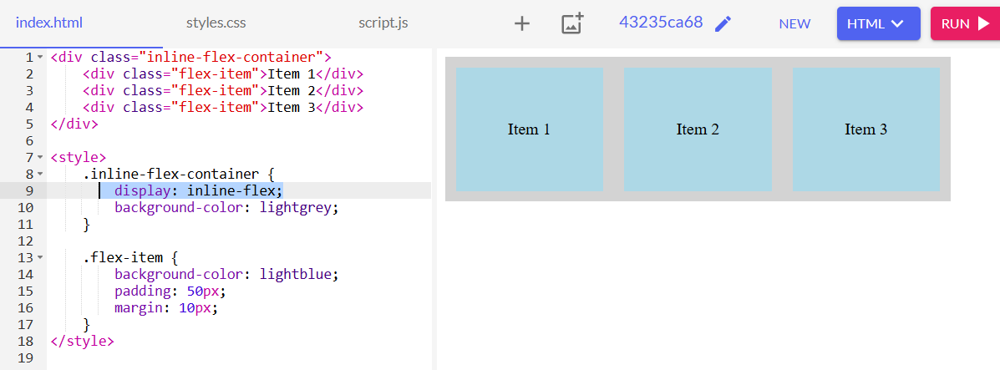 index.html styles.css script.js 43235ca68 NEW HTML RUN
1 <div class="inline-flex-container">
2     <div class="flex-item">Item 1</div>
3     <div class="flex-item">Item 2</div>
4     <div class="flex-item">Item 3</div>
5 </div>
6
7 <style>
8     .inline-flex-container {
9         display: inline-flex;
10         background-color: lightgrey;
11     }
12
13     .flex-item {
14         background-color: lightblue;
15         padding: 50px;
16         margin: 10px;
17     }
18 </style>
19
Item 1 Item 2 Item 3